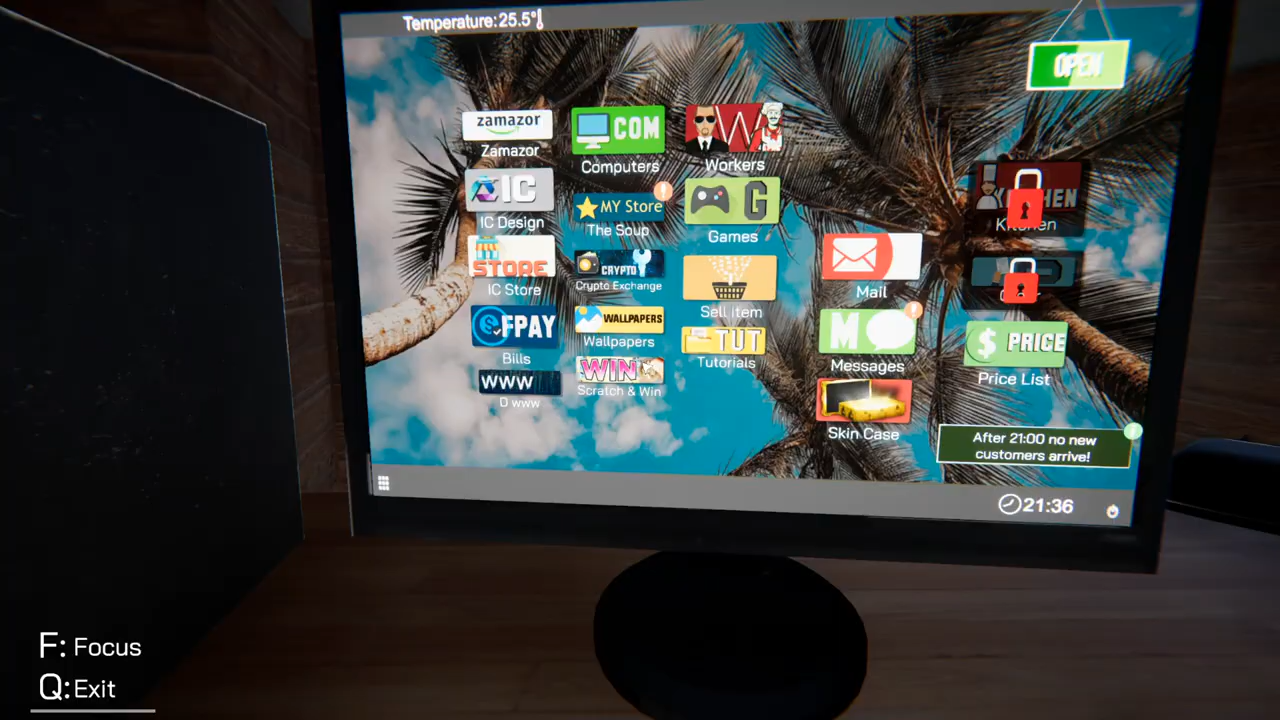 Temperature: 25.5°
OPEN
zamazor
Zamazor
COM
Computers
W
Workers
IC
IC Design
MY Store
The Soup
G
Games
Kitchen
STORE
IC Store
CRYPTO
Crypto Exchange
Sell item
Mail
FPAY
Bills
WALLPAPERS
Wallpapers
TUT
Tutorials
M
Messages
$ PRICE
Price List
WWW
D www
WIN
Scratch & Win
Skin Case
After 21:00 no new
customers arrive!
21:36
F: Focus
Q: Exit